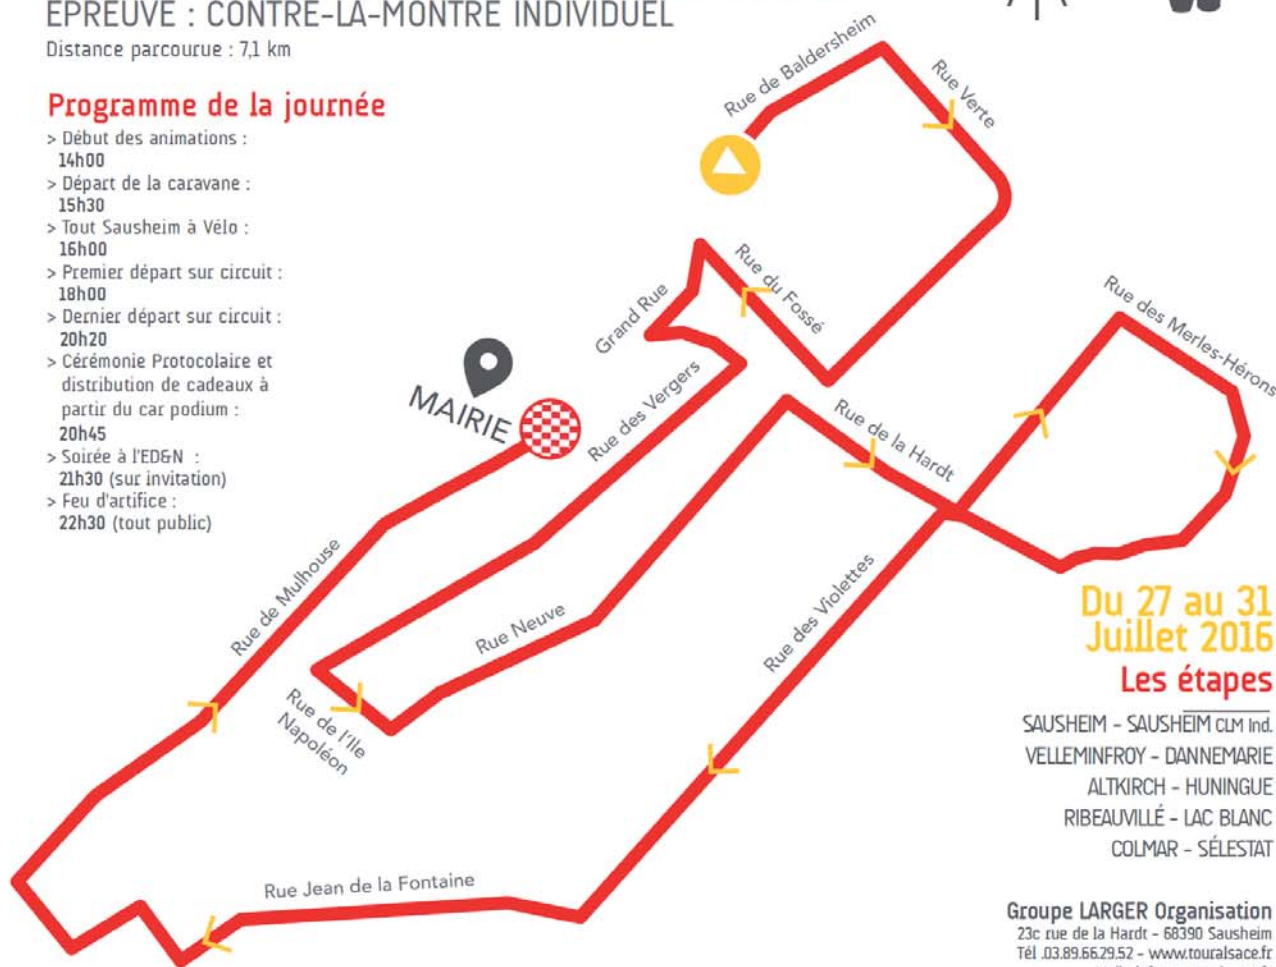 ÉPREUVE : CONTRE-LA-MONTRE INDIVIDUEL
Distance parcourue : 7,1 km
Programme de la journée
> Début des animations :
14h00
> Départ de la caravane :
15h30
> Tout Sausheim à Vélo :
16h00
> Premier départ sur circuit :
18h00
> Dernier départ sur circuit :
20h20
> Cérémonie Protocolaire et
distribution de cadeaux à
partir du car podium :
20h45
> Soirée à l'ED&N :
21h30 (sur invitation)
> Feu d'artifice :
22h30 (tout public)
Rue de Baldersheim
Rue Verte
Rue du Fossé
Grand Rue
Rue des Vergers
MAIRIE
Rue des Merles-Hérons
Rue de la Hardt
Rue de Mulhouse
Rue Neuve
Rue des Violettes
Rue de l'Ile
Napoléon
Rue Jean de la Fontaine
Du 27 au 31
Juillet 2016
Les étapes
SAUSHEIM - SAUSHEIM CLM Ind.
VELLEMINFROY - DANNEMARIE
ALTKIRCH - HUNINGUE
RIBEAUVILLÉ - LAC BLANC
COLMAR - SÉLESTAT
Groupe LARGER Organisation
23c rue de la Hardt - 68390 Sausheim
Tél .03.89.66.29.52 - www.touralsace.fr